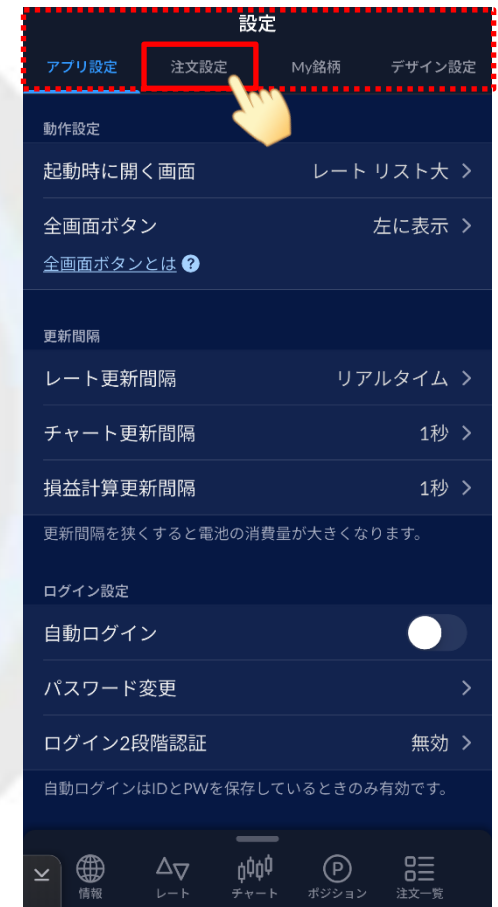 設定
アプリ設定 注文設定 My銘柄 デザイン設定
動作設定
起動時に開く画面 レート リスト大
全画面ボタン 左に表示
全画面ボタンとは ?
更新間隔
レート更新間隔 リアルタイム
チャート更新間隔 1秒
損益計算更新間隔 1秒
更新間隔を狭くすると電池の消費量が大きくなります。
ログイン設定
自動ログイン
パスワード変更
ログイン2段階認証 無効
自動ログインはIDとPWを保存しているときのみ有効です。
情報 レート チャート P ポジション 注文一覧